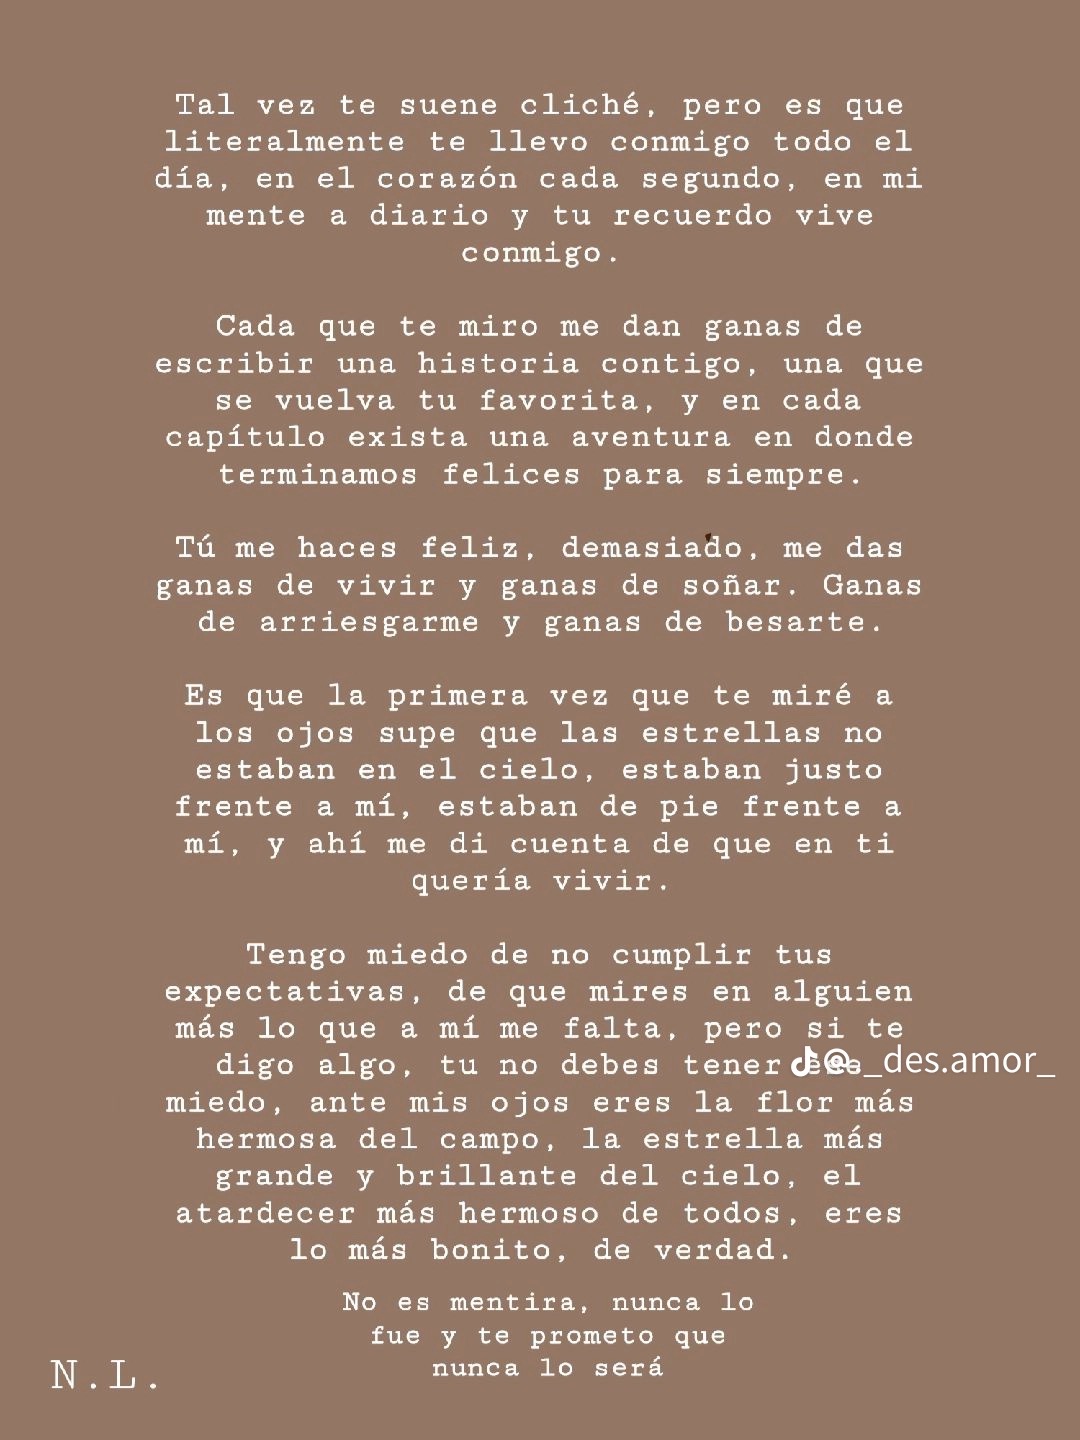 Tal vez te suene cliché, pero es que
literalmente te llevo conmigo todo el
día, en el corazón cada segundo, en mi
mente a diario y tu recuerdo vive
conmigo.
Cada que te miro me dan ganas de
escribir una historia contigo, una que
se vuelva tu favorita, y en cada
capítulo exista una aventura en donde
terminamos felices para siempre.
Tú me haces feliz, demasiado, me das
ganas de vivir y ganas de soñar. Ganas
de arriesgarme y ganas de besarte.
Es que la primera vez que te miré a
los ojos supe que las estrellas no
estaban en el cielo, estaban justo
frente a mí, estaban de pie frente a
mí, y ahí me di cuenta de que en ti
quería vivir.
Tengo miedo de no cumplir tus
expectativas, de que mires en alguien
más lo que a mí me falta, pero si te
digo algo, tu no debes tener
@._des.amor_
miedo, ante mis ojos eres la flor más
hermosa del campo, la estrella más
grande y brillante del cielo, el
atardecer más hermoso de todos, eres
lo más bonito, de verdad.
No es mentira, nunca lo
fue y te prometo que
nunca lo será
N.L.